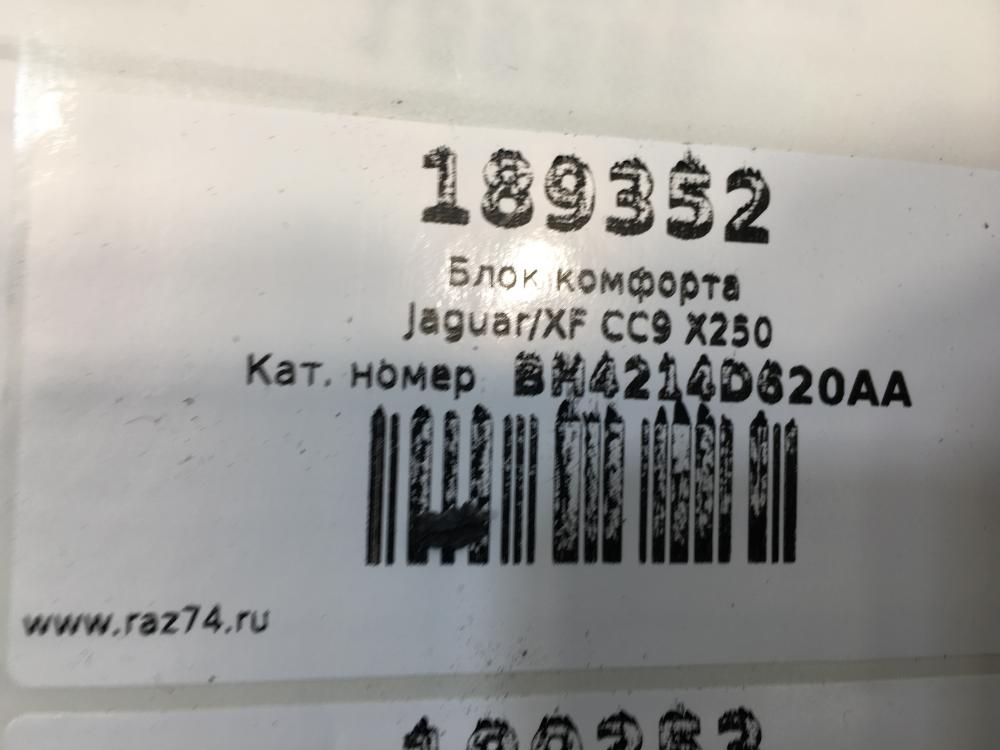 189352
Блок комфорта
Jaguar/XF CC9 X250
Кат. номер BH4214D620AA
www.raz74.ru